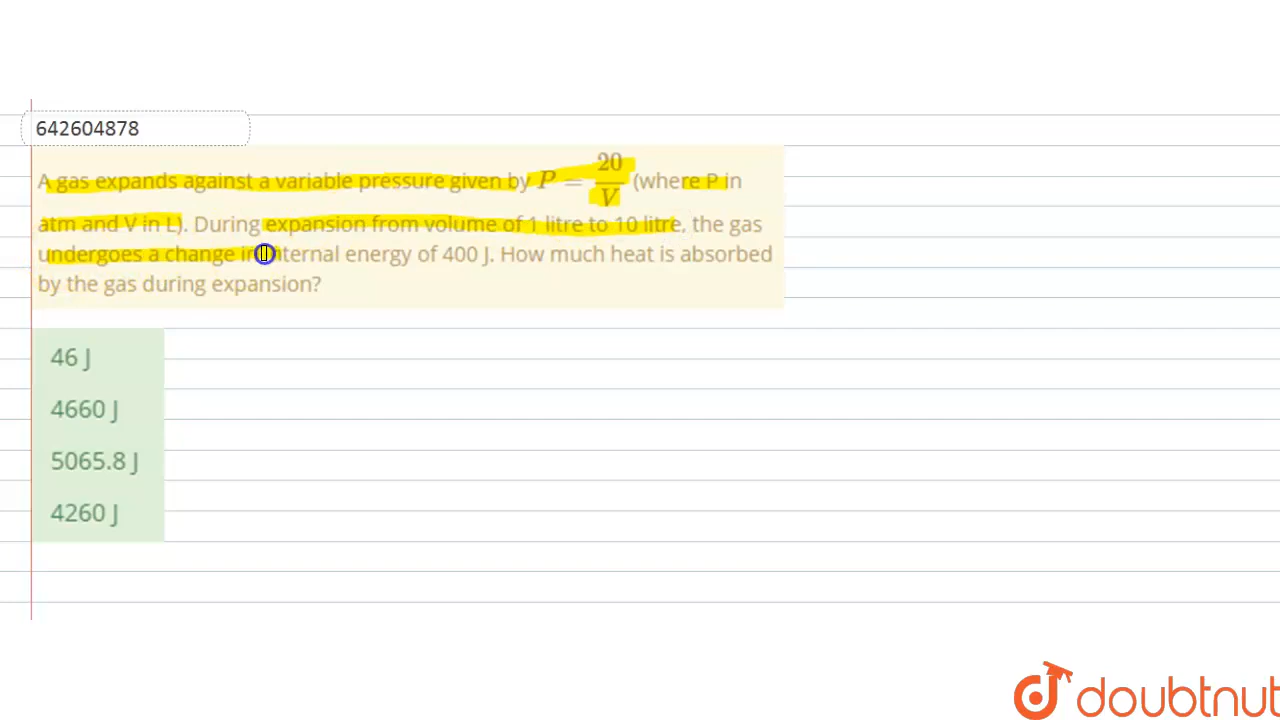 642604878
A gas expands against a variable pressure given by P = 20/V (where P in
atm and V in L). During expansion from volume of 1 litre to 10 litre, the gas
undergoes a change in internal energy of 400 J. How much heat is absorbed
by the gas during expansion?
46 J
4660 J
5065.8 J
4260 J
doubtnut